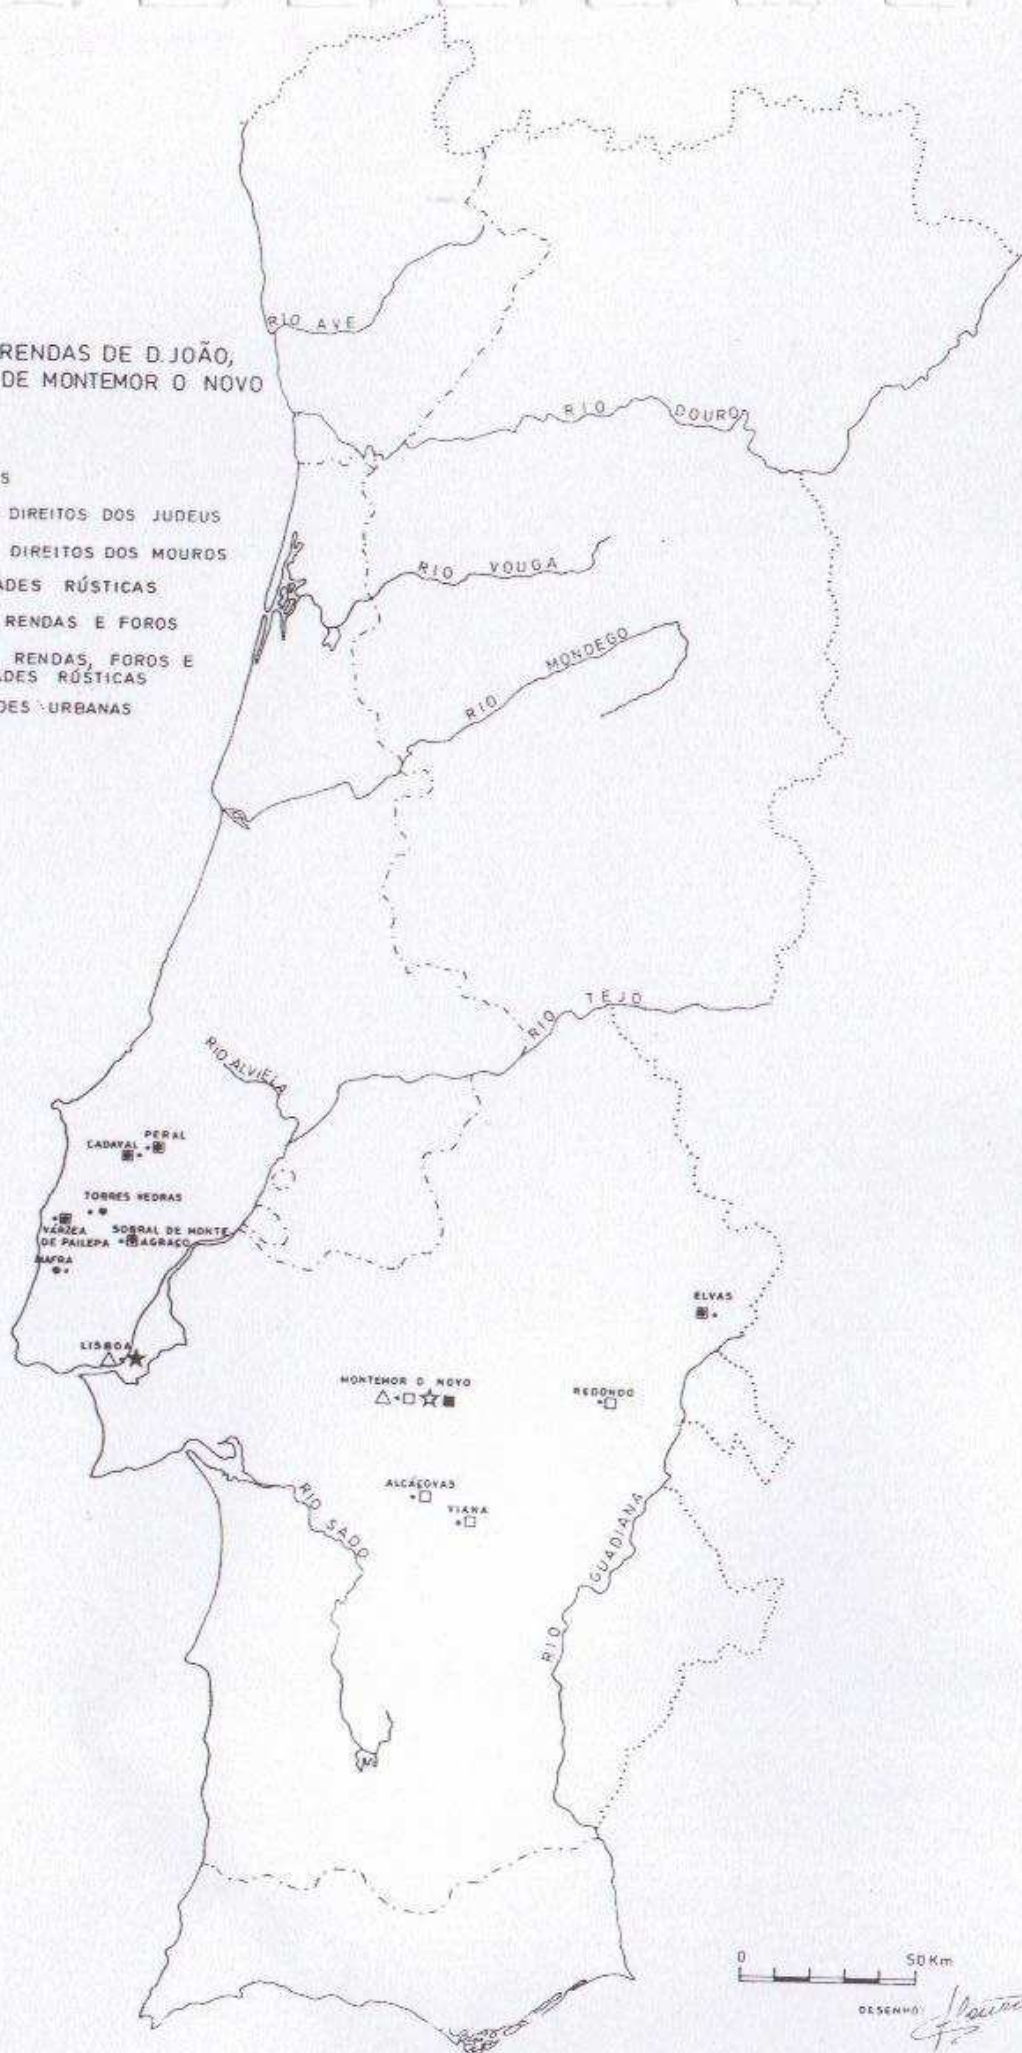 RENDAS DE D. JOÃO,
DE MONTEMOR O NOVO
S
DIREITOS DOS JUDEUS
DIREITOS DOS MOUROS
ADES RÚSTICAS
RENDAS E FOROS
RENDAS, FOROS E
ADES RÚSTICAS
DES URBANAS
RIO AVE
RIO DOURO
RIO VOUGA
RIO MONDEGO
RIO TEJO
RIO ALVIELA
PERAL
CADAVAL
TORRES VEDRAS
VARZEA
DE PAILEPA
SOBRAL DE MONTE
AGRAÇO
MAFRA
ELVAS
LISBOA
MONTEMOR O NOVO
REDONDO
ALCÁÇOVAS
VIANA
RIO SADO
RIO GUADIANA
0 50 Km
DESENHO: